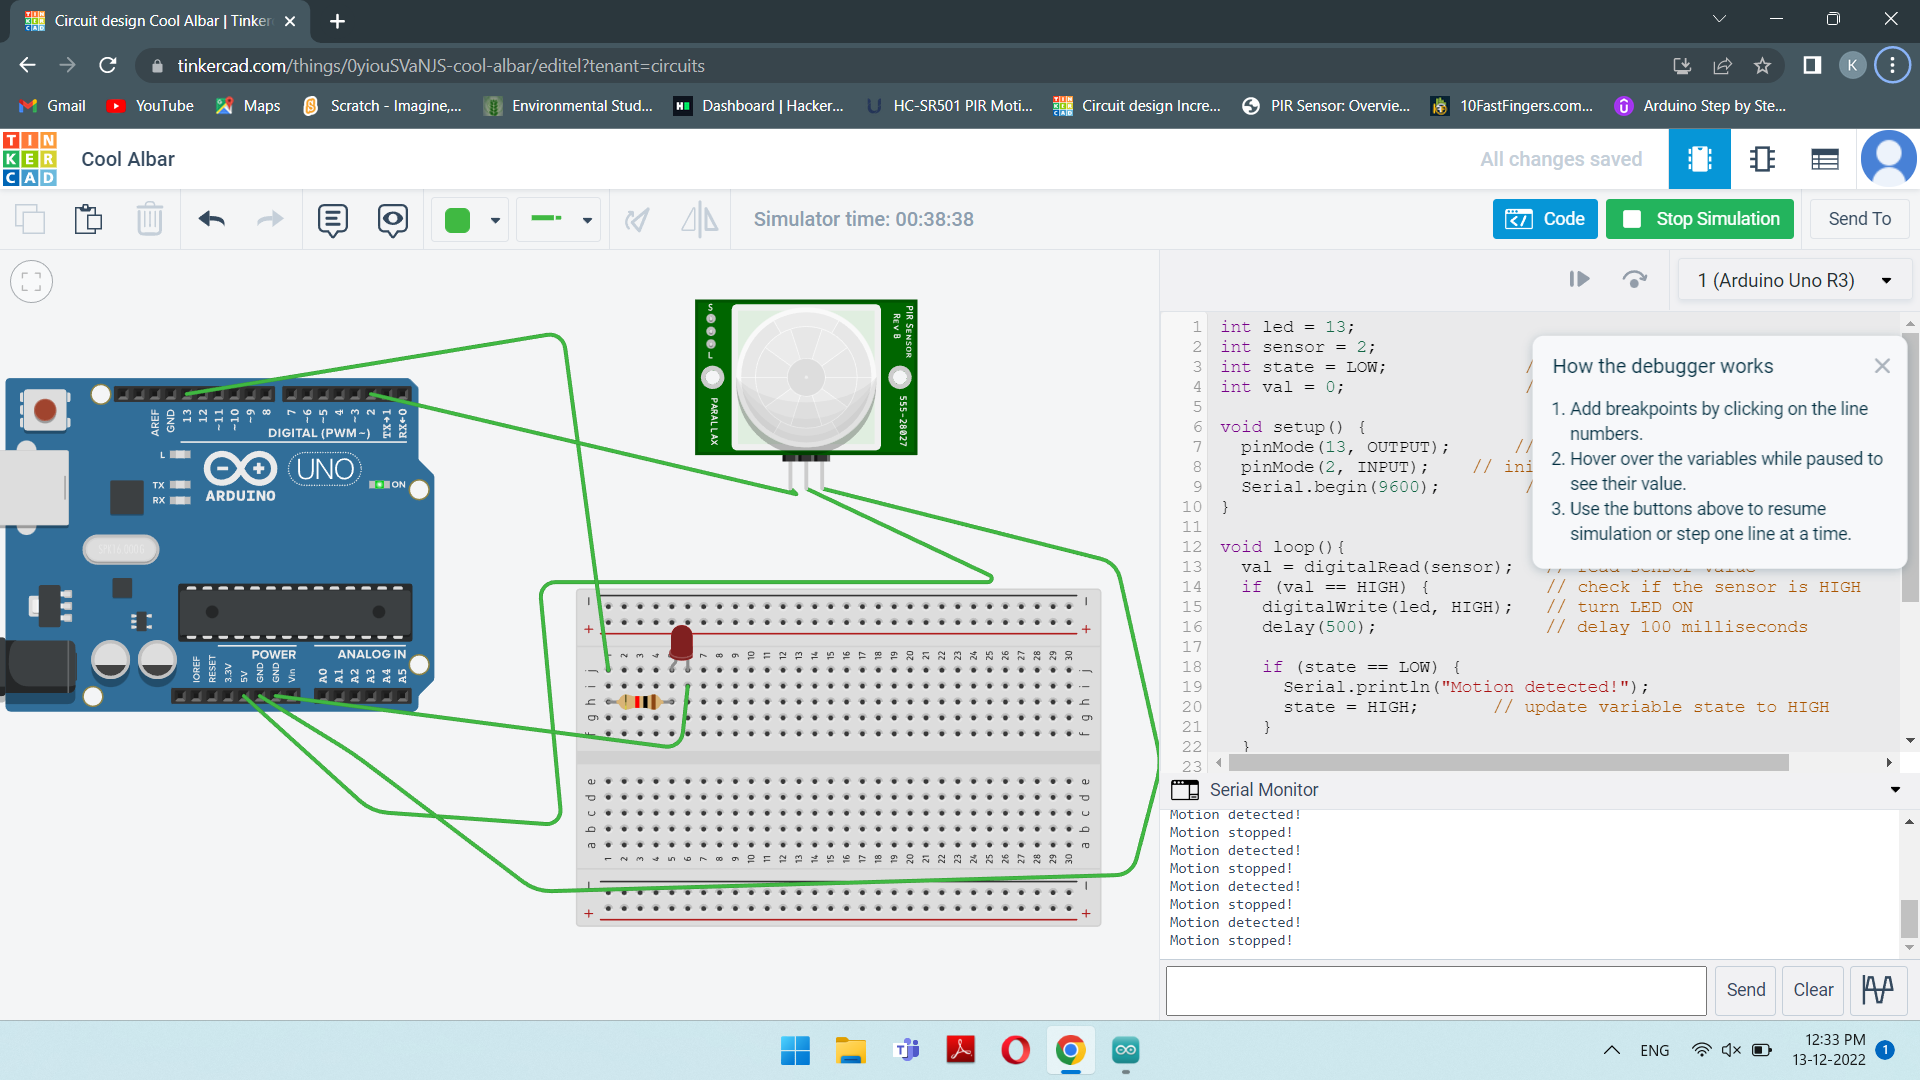 Circuit design Cool Albar | Tinker
tinkercad.com/things/0yiouSVaNJS-cool-albar/editel?tenant=circuits
K
Gmail
YouTube
Maps
Scratch - Imagine,...
Environmental Stud...
Dashboard | Hacker...
HC-SR501 PIR Moti...
Circuit design Incre...
PIR Sensor: Overvie...
10FastFingers.com...
Arduino Step by Ste...
TIN
KER
CAD
Cool Albar
All changes saved
Simulator time: 00:38:38
Code
Stop Simulation
Send To
1 (Arduino Uno R3)
S
L
PIR SENSOR
REV B
PARALLAX
555-28027
AREF
GND
13
12
~11
~10
~9
8
7
~6
~5
4
~3
2
TX→1
RX←0
DIGITAL (PWM~)
L
TX
RX
ARDUINO
UNO
ON
POWER
ANALOG IN
IOREF
RESET
3.3V
5V
GND
GND
Vin
A0
A1
A2
A3
A4
A5
1 int led = 13;
2 int sensor = 2;
3 int state = LOW; /
4 int val = 0; /
5
6 void setup() {
7 pinMode(13, OUTPUT); //
8 pinMode(2, INPUT); // ini
9 Serial.begin(9600); /
10 }
11
12 void loop(){
13 val = digitalRead(sensor); // read sensor value
14 if (val == HIGH) { // check if the sensor is HIGH
15 digitalWrite(led, HIGH); // turn LED ON
16 delay(500); // delay 100 milliseconds
17
18 if (state == LOW) {
19 Serial.println("Motion detected!");
20 state = HIGH; // update variable state to HIGH
21 }
22 }
23
How the debugger works
1. Add breakpoints by clicking on the line
numbers.
2. Hover over the variables while paused to
see their value.
3. Use the buttons above to resume
simulation or step one line at a time.
Serial Monitor
Motion detected!
Motion stopped!
Motion detected!
Motion stopped!
Motion detected!
Motion stopped!
Motion detected!
Motion stopped!
Send
Clear
ENG
12:33 PM
13-12-2022
1